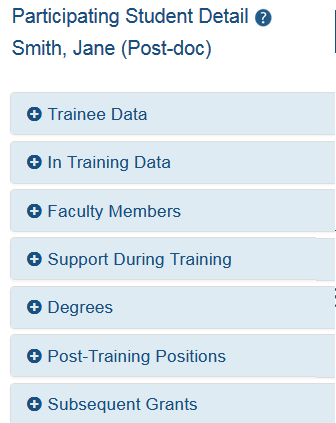 Participating Student Detail ?
Smith, Jane (Post-doc)
Trainee Data
In Training Data
Faculty Members
Support During Training
Degrees
Post-Training Positions
Subsequent Grants